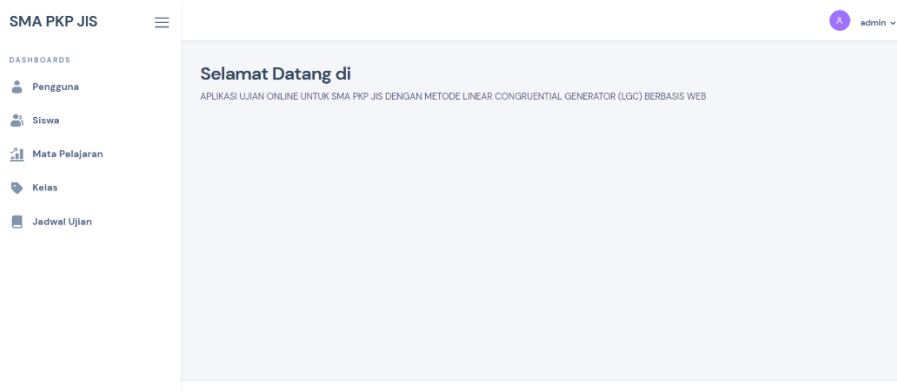 SMA PKP JIS
admin
DASHBOARDS
Pengguna
Siswa
Mata Pelajaran
Kelas
Jadwal Ujian
Selamat Datang di
APLIKASI UJIAN ONLINE UNTUK SMA PKP JIS DENGAN METODE LINEAR CONGRUENTIAL GENERATOR (LGC) BERBASIS WEB